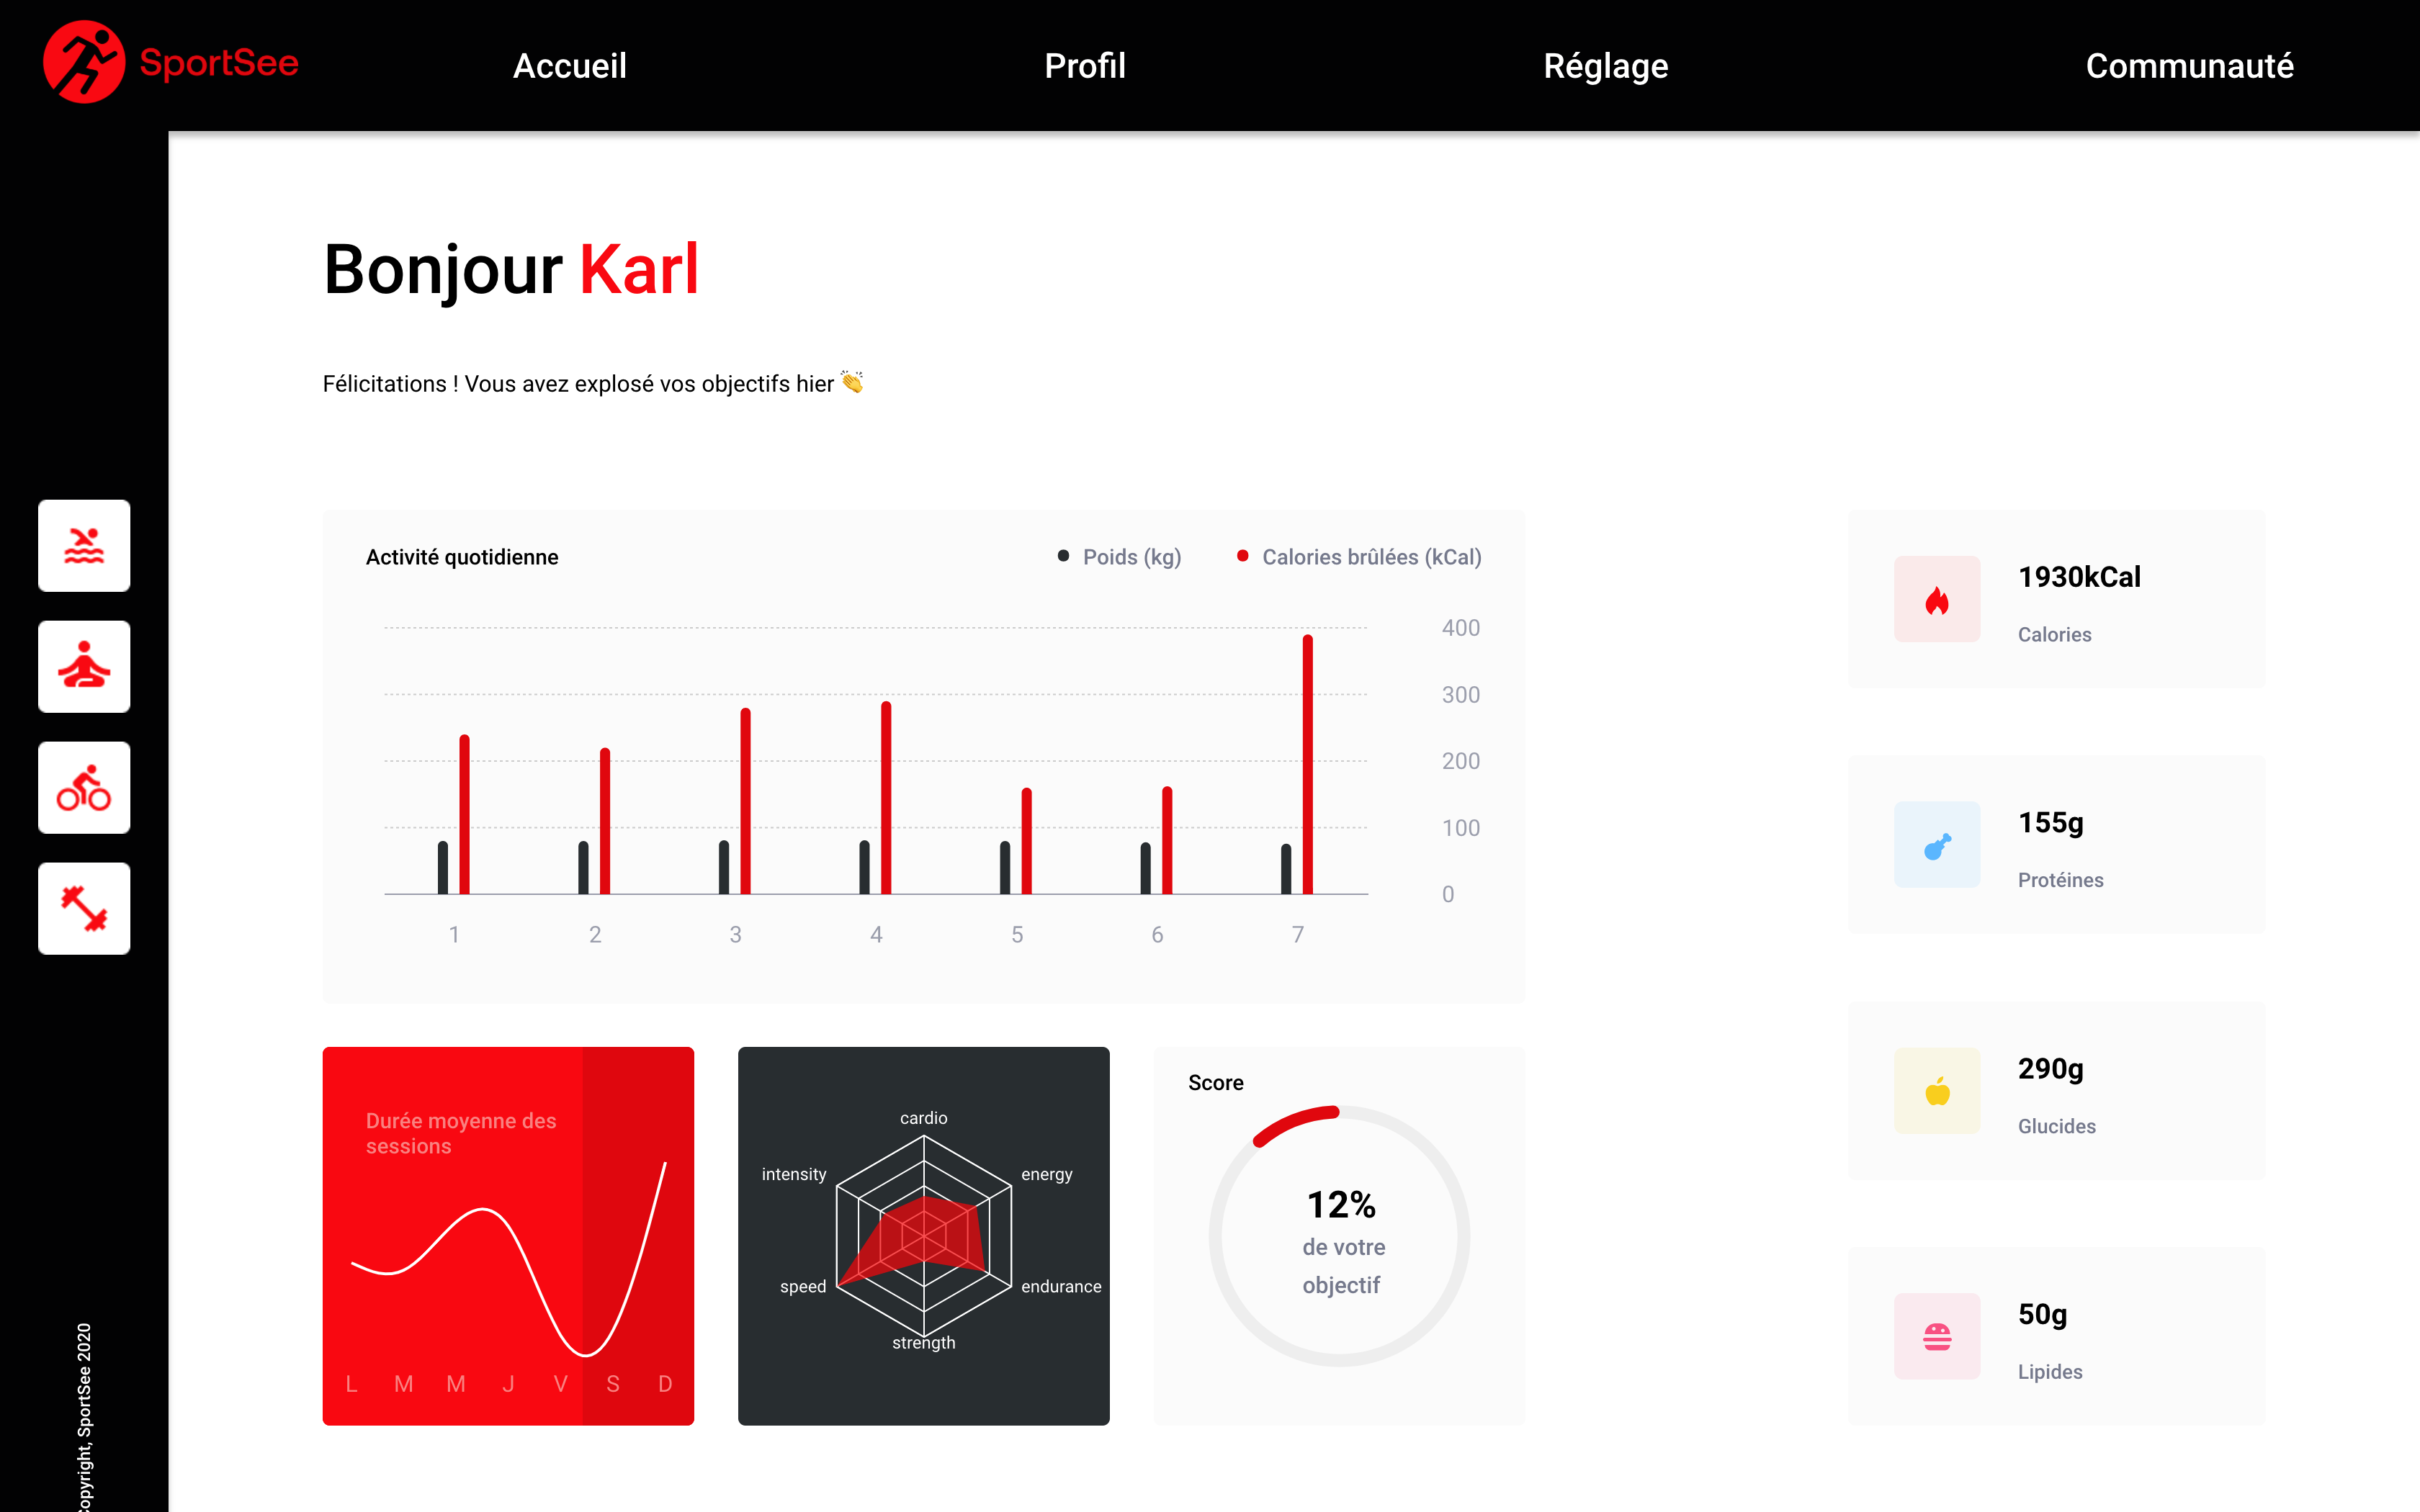 SportSee
Accueil
Profil
Réglage
Communauté
Bonjour Karl
Félicitations ! Vous avez explosé vos objectifs hier 👏
Activité quotidienne
Poids (kg)
Calories brûlées (kCal)
400
300
200
100
0
1
2
3
4
5
6
7
1930kCal
Calories
155g
Protéines
290g
Glucides
50g
Lipides
Durée moyenne des
sessions
L
M
M
J
V
S
D
cardio
energy
endurance
strength
speed
intensity
Score
12%
de votre
objectif
opyright, SportSee 2020